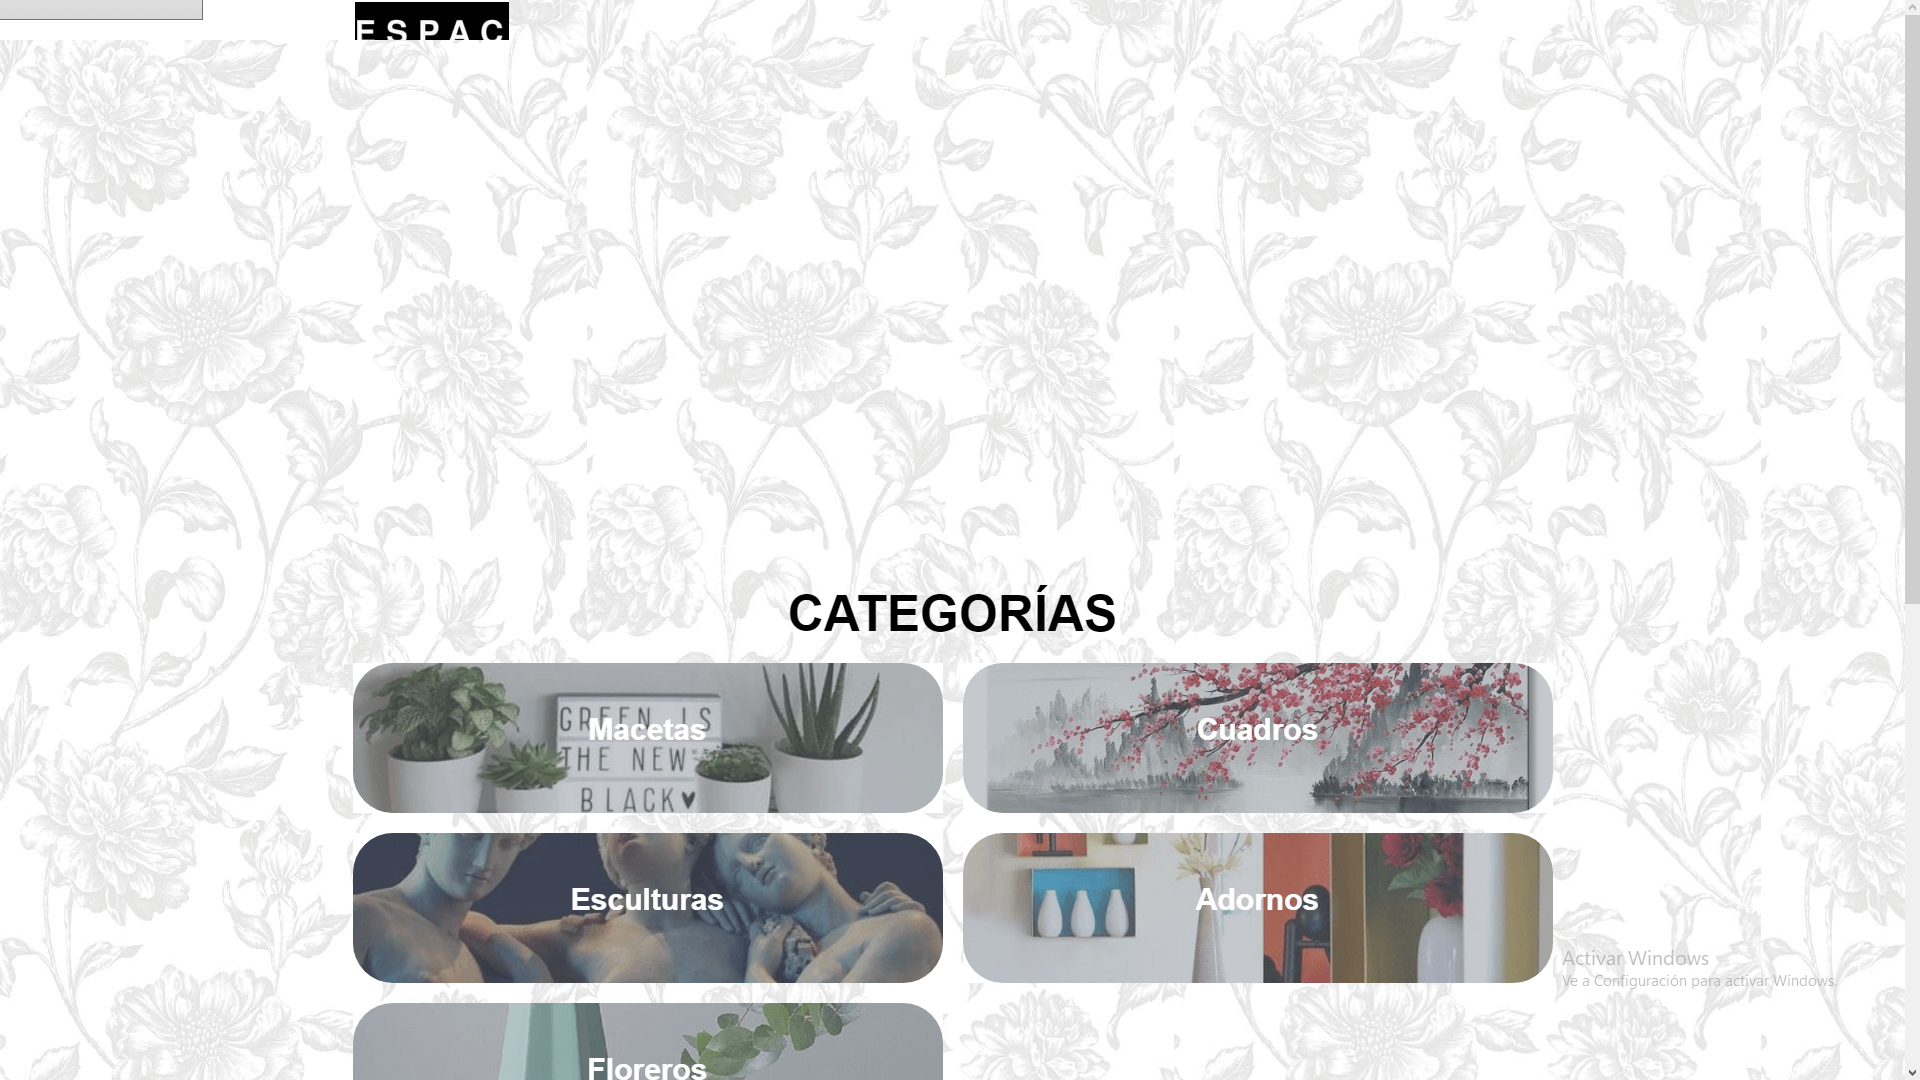 ESPAC
CATEGORÍAS
GREEN IS
Macetas
THE NEW
BLACK♥
Cuadros
Esculturas
Adornos
Activar Windows
Ve a Configuración para activar Windows.
Floreros